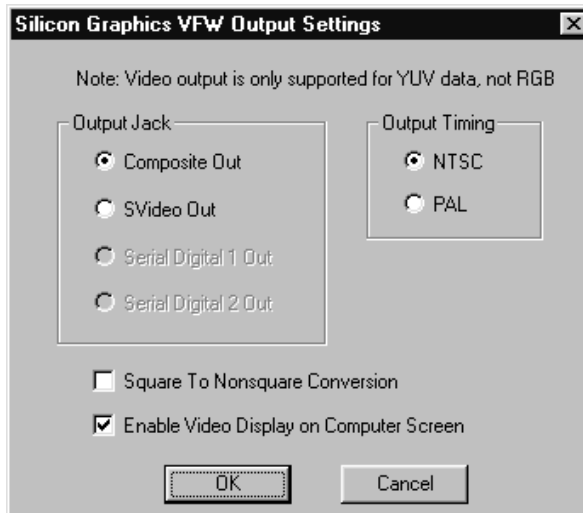 Silicon Graphics VFW Output Settings
Note: Video output is only supported for YUV data, not RGB
Output Jack
Composite Out
SVideo Out
Serial Digital 1 Out
Serial Digital 2 Out
Output Timing
NTSC
PAL
Square To Nonsquare Conversion
Enable Video Display on Computer Screen
OK
Cancel